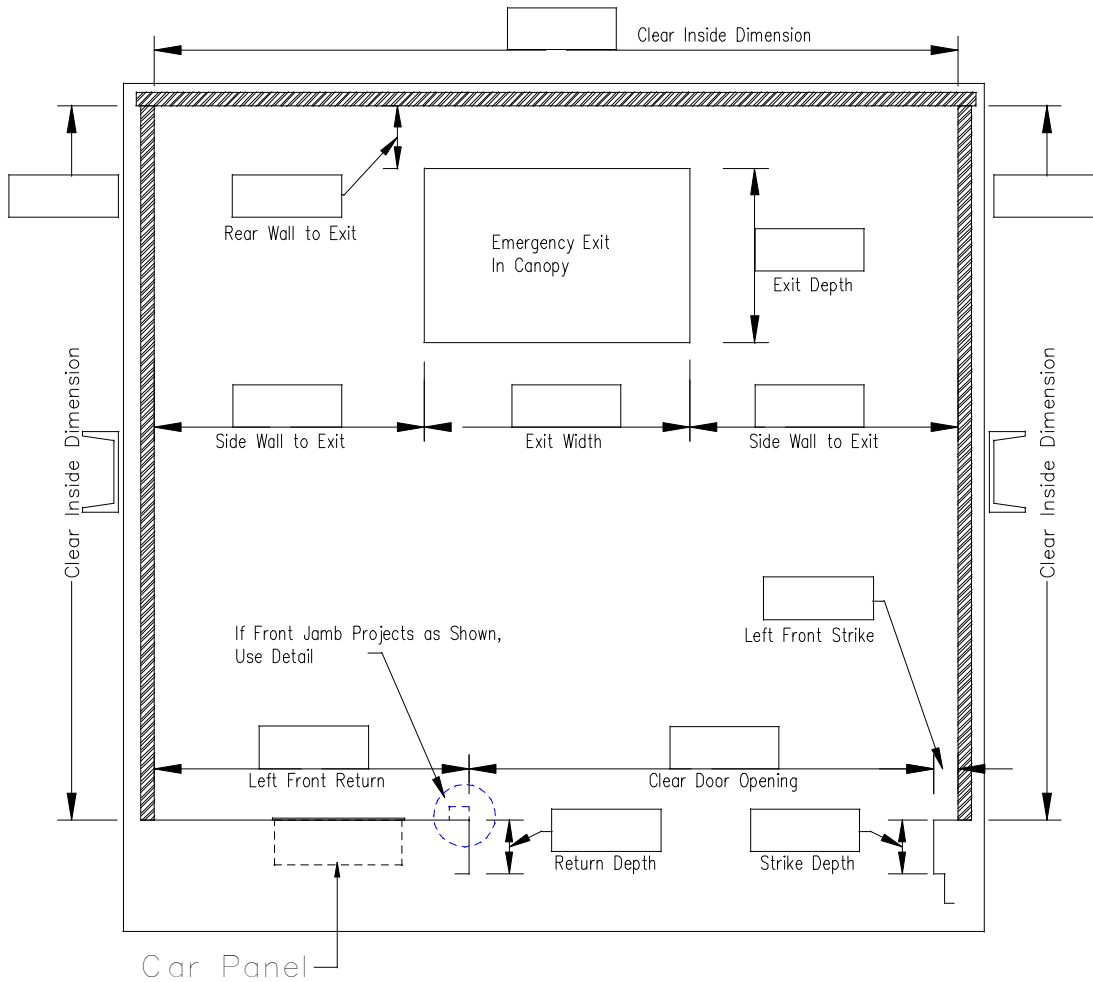 Clear Inside Dimension
Rear Wall to Exit
Emergency Exit
In Canopy
Exit Depth
Clear Inside Dimension
Clear Inside Dimension
Side Wall to Exit
Exit Width
Side Wall to Exit
If Front Jamb Projects as Shown,
Use Detail
Left Front Strike
Left Front Return
Clear Door Opening
Return Depth
Strike Depth
Car Panel